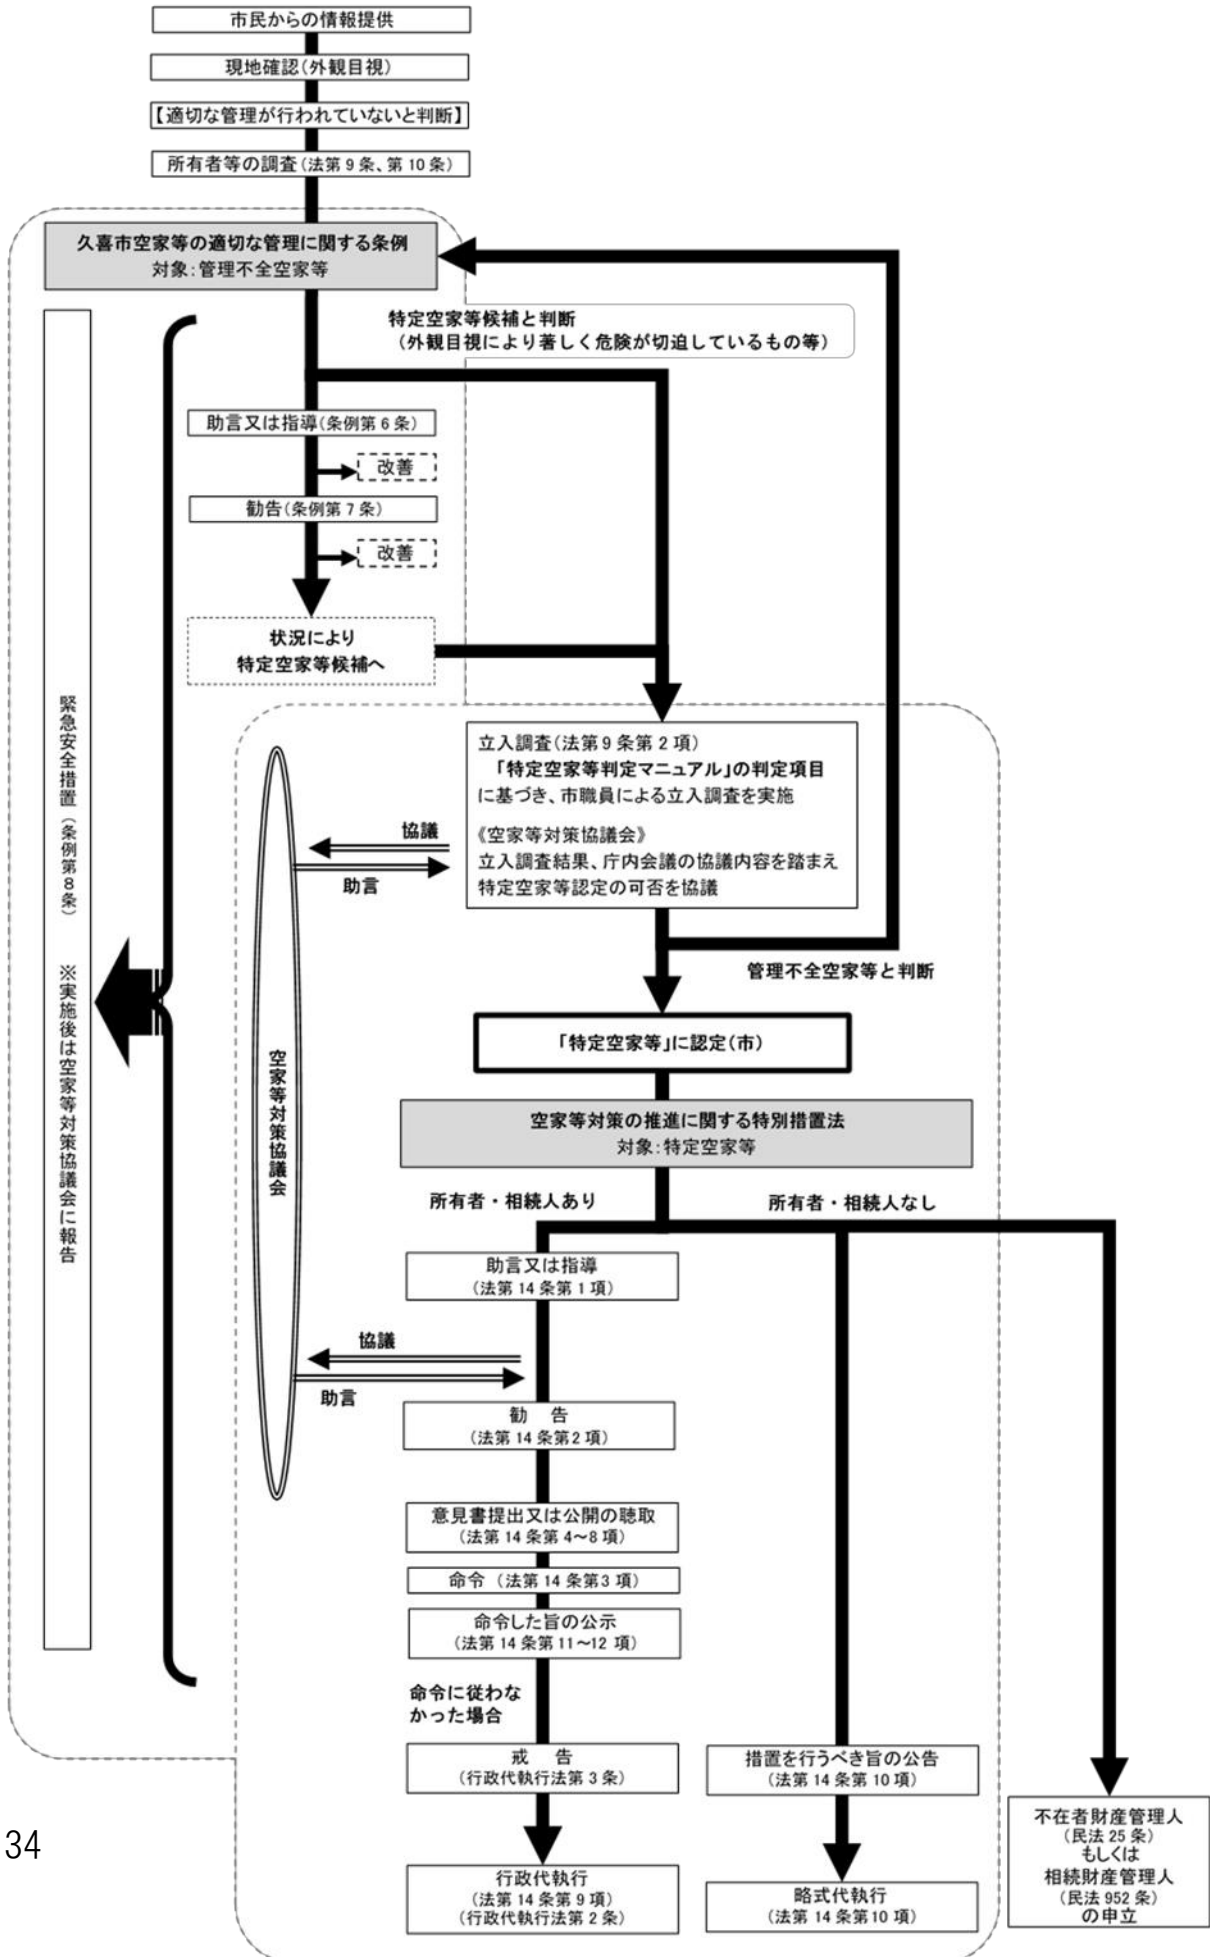 市民からの情報提供
現地確認(外観目視)
【適切な管理が行われていないと判断】
所有者等の調査(法第9条、第10条)
久喜市空家等の適切な管理に関する条例
対象:管理不全空家等
特定空家等候補と判断
(外観目視により著しく危険が切迫しているもの等)
助言又は指導(条例第6条)
改善
勧告(条例第7条)
改善
状況により
特定空家等候補へ
緊急安全措置(条例第8条) ※実施後は空家等対策協議会に報告
立入調査(法第9条第2項)
「特定空家等判定マニュアル」の判定項目
に基づき、市職員による立入調査を実施
《空家等対策協議会》
立入調査結果、庁内会議の協議内容を踏まえ
特定空家等認定の可否を協議
協議
助言
管理不全空家等と判断
空家等対策協議会
「特定空家等」に認定(市)
空家等対策の推進に関する特別措置法
対象:特定空家等
所有者・相続人あり
所有者・相続人なし
助言又は指導
(法第14条第1項)
協議
助言
勧 告
(法第14条第2項)
意見書提出又は公開の聴取
(法第14条第4~8項)
命令(法第14条第3項)
命令した旨の公示
(法第14条第11~12項)
命令に従わな
かった場合
戒 告
(行政代執行法第3条)
行政代執行
(法第14条第9項)
(行政代執行法第2条)
措置を行うべき旨の公告
(法第14条第10項)
略式代執行
(法第14条第10項)
不在者財産管理人
(民法25条)
もしくは
相続財産管理人
(民法952条)
の申立
34